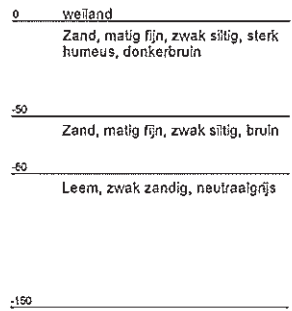 0 weiland
Zand, matig fijn, zwak siltig, sterk
humeus, donkerbruin
-50
Zand, matig fijn, zwak siltig, bruin
-60
Leem, zwak zandig, neutraalgrijs
-150